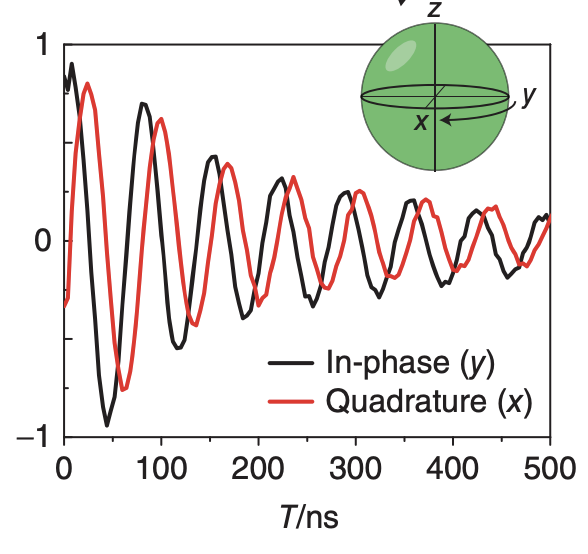 z
1
y
x
0
In-phase (y)
Quadrature (x)
−1
0 100 200 300 400 500
T/ns